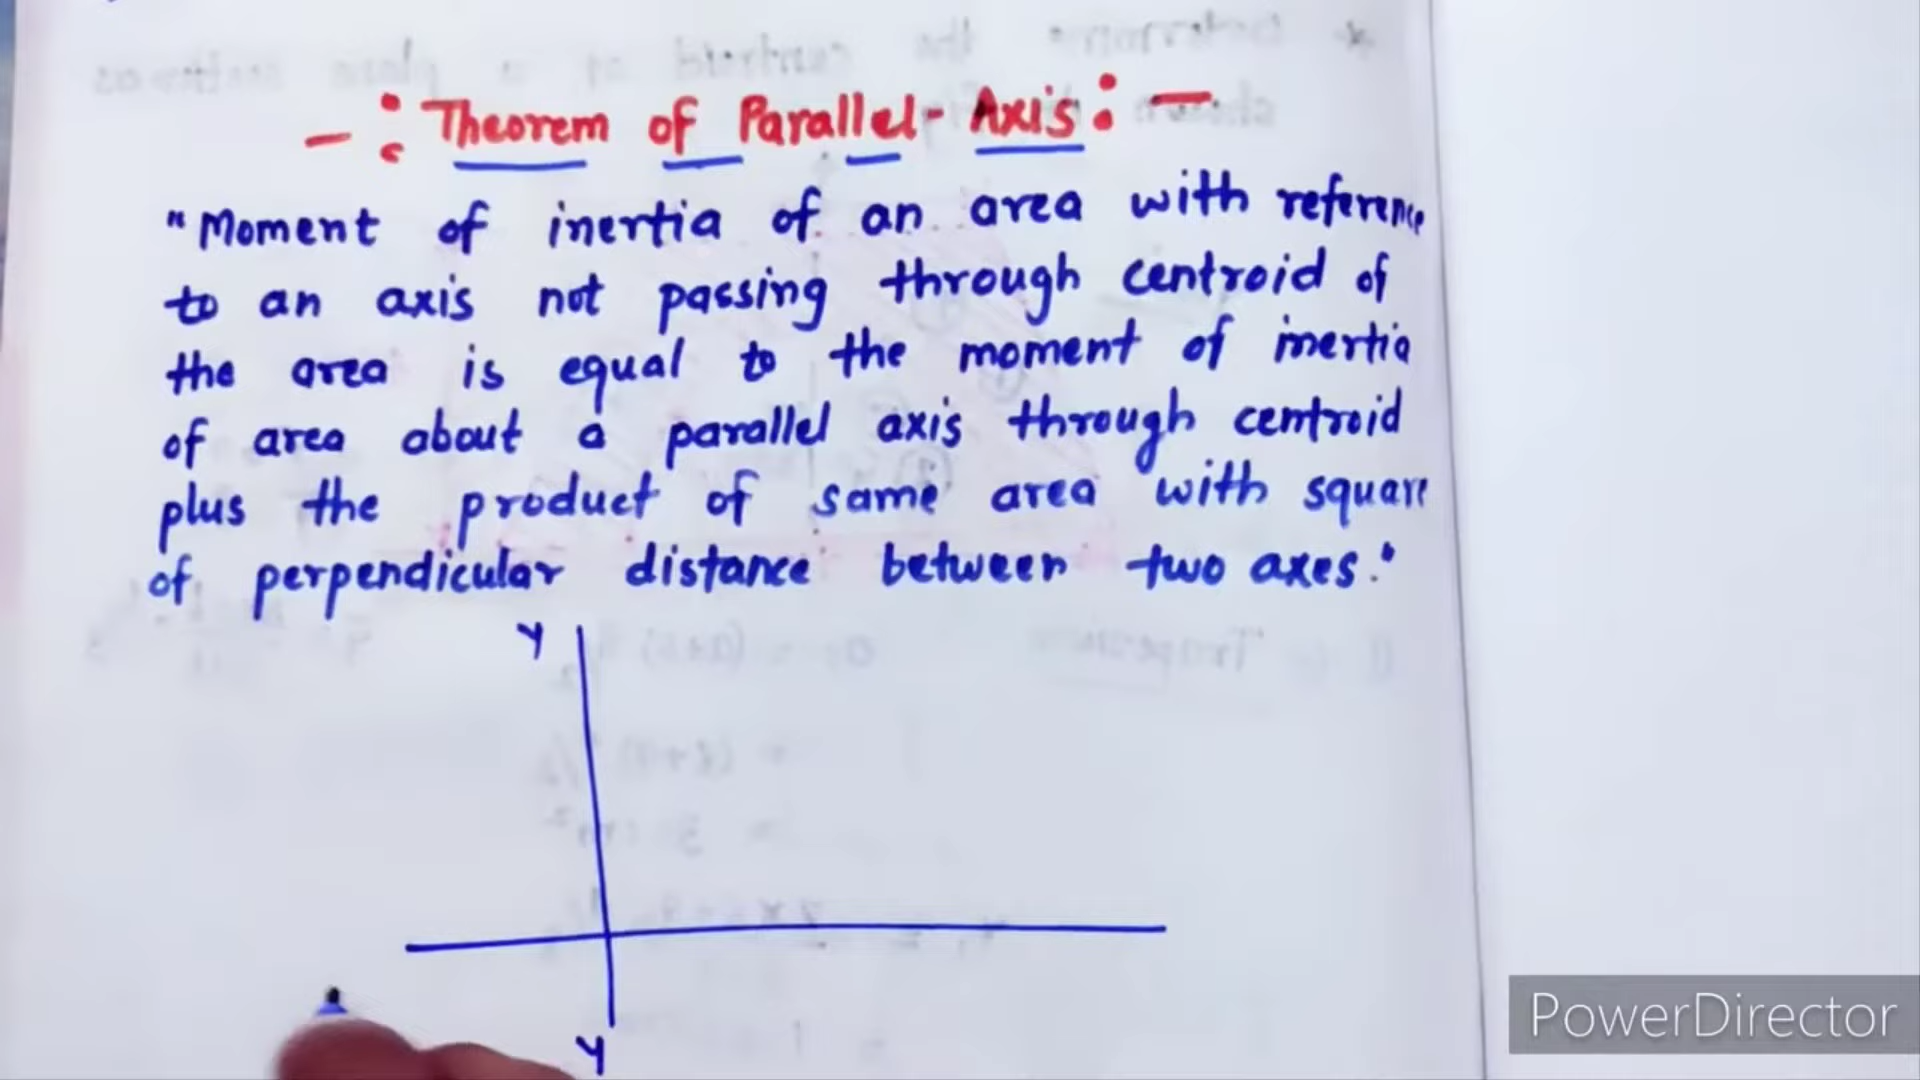 - : Theorem of Parallel- Axis : -
"Moment of inertia of an area with reference
to an axis not passing through centroid of
the area is equal to the moment of inertia
of area about a parallel axis through centroid
plus the product of same area with square
of perpendicular distance between two axes."
Y
Y
PowerDirector